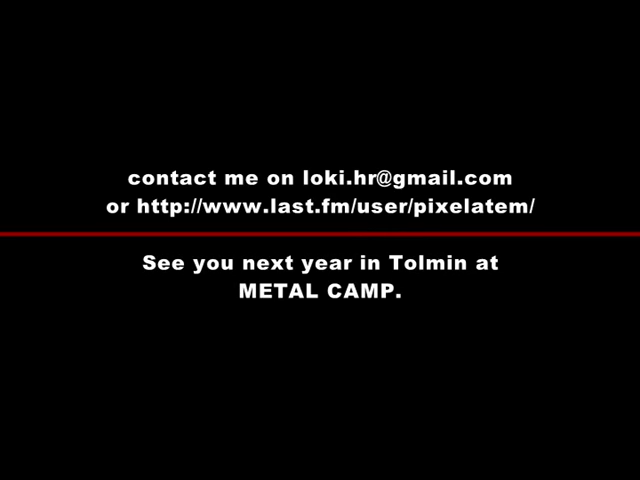 contact me on loki.hr@gmail.com
or http://www.last.fm/user/pixelatem/
See you next year in Tolmin at
METAL CAMP.